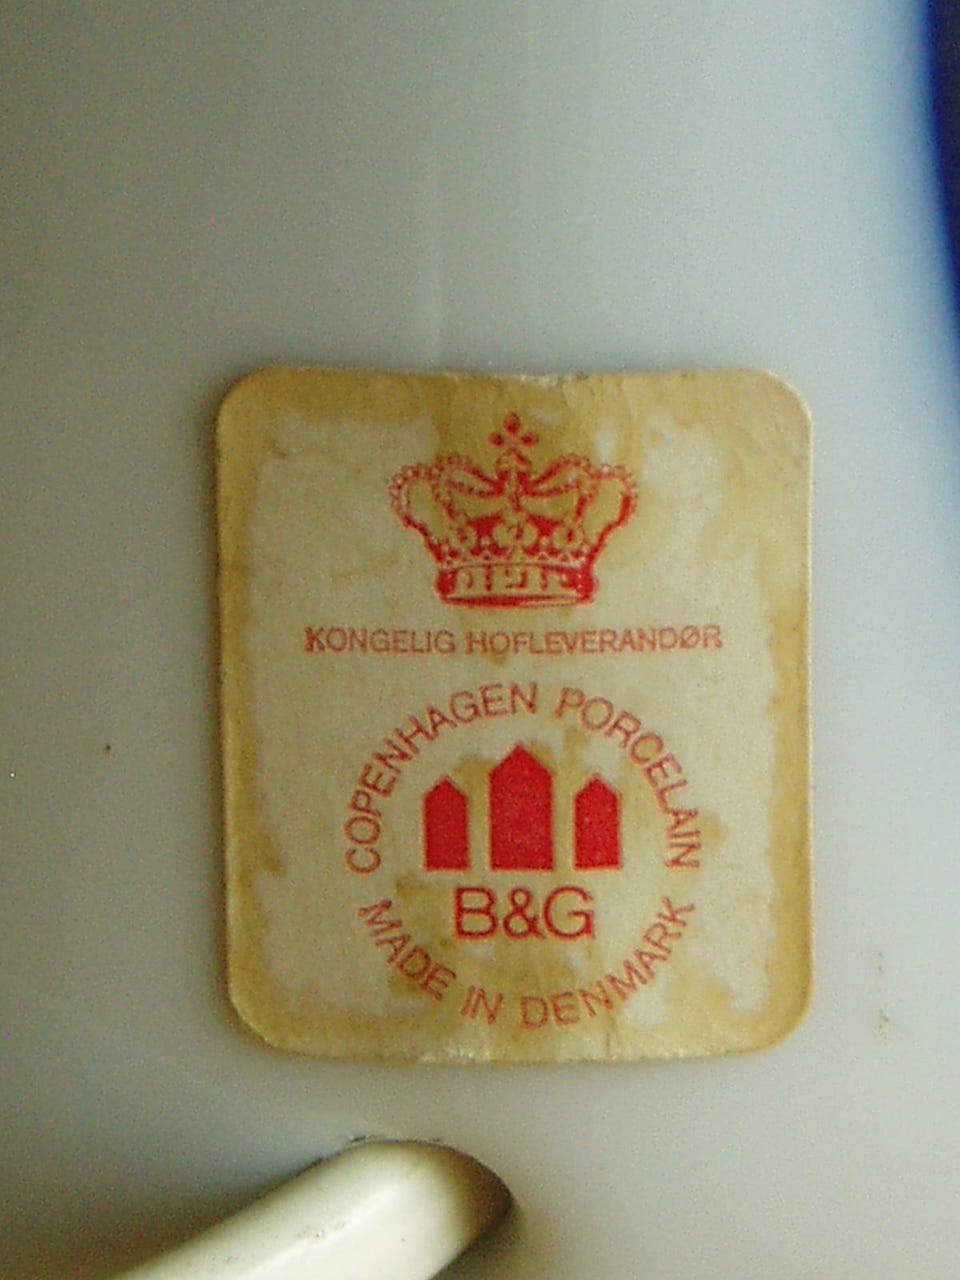 KONGELIG HOFLEVERANDØR
COPENHAGEN PORCELAIN
B&G
MADE IN DENMARK